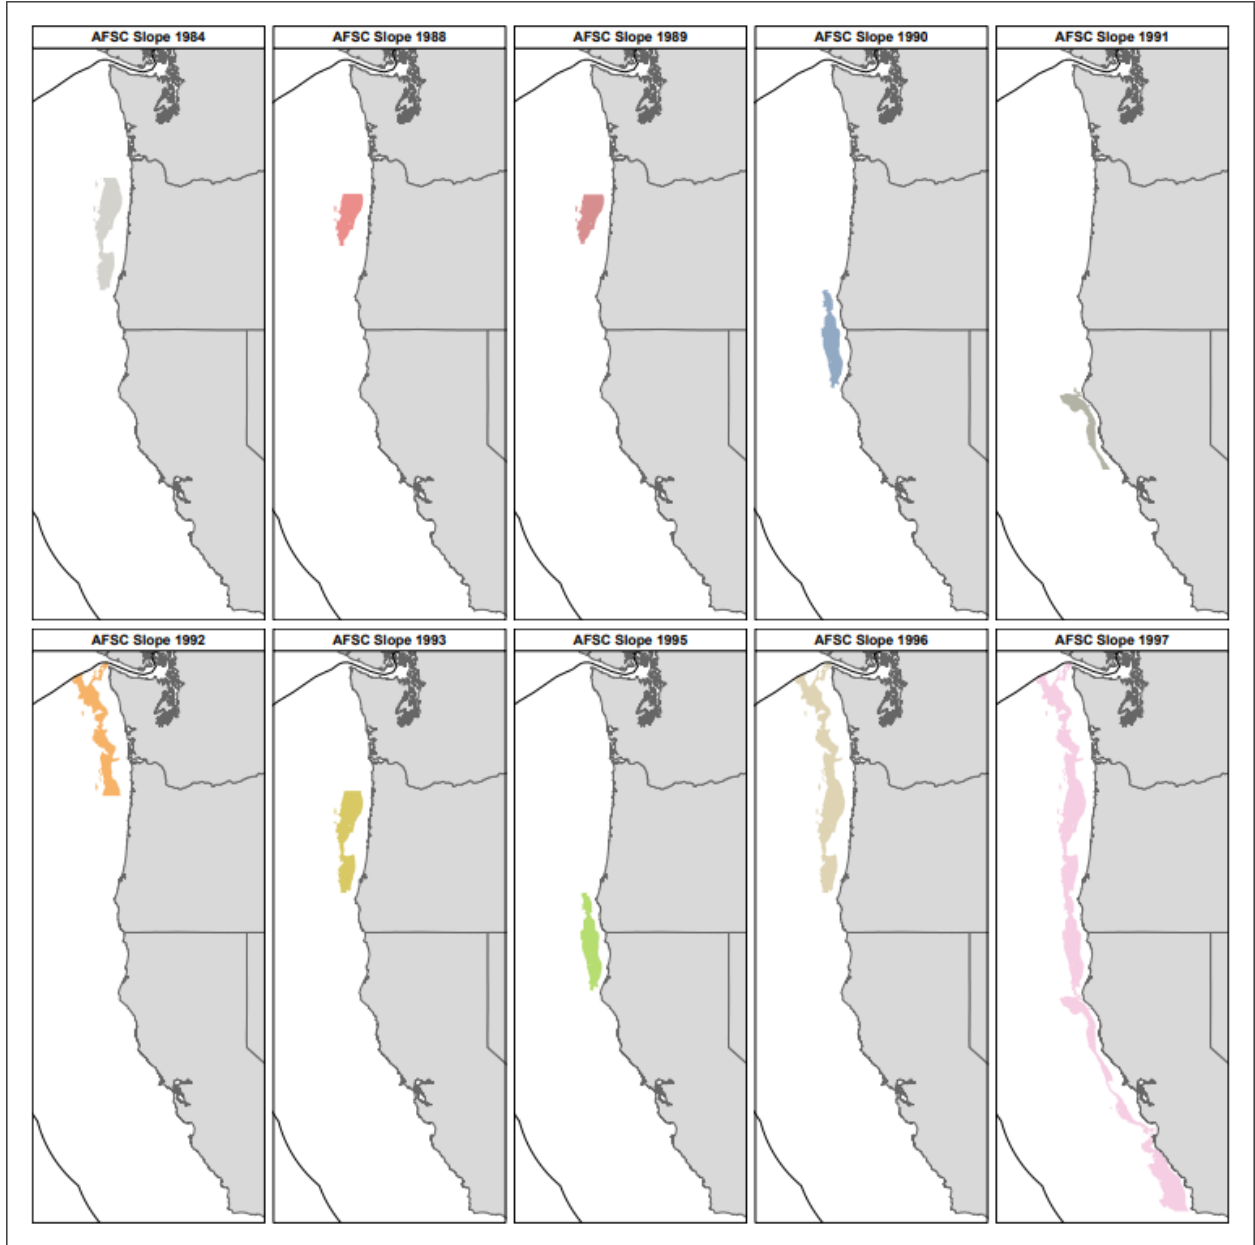 AFSC Slope 1984
AFSC Slope 1988
AFSC Slope 1989
AFSC Slope 1990
AFSC Slope 1991
AFSC Slope 1992
AFSC Slope 1993
AFSC Slope 1995
AFSC Slope 1996
AFSC Slope 1997